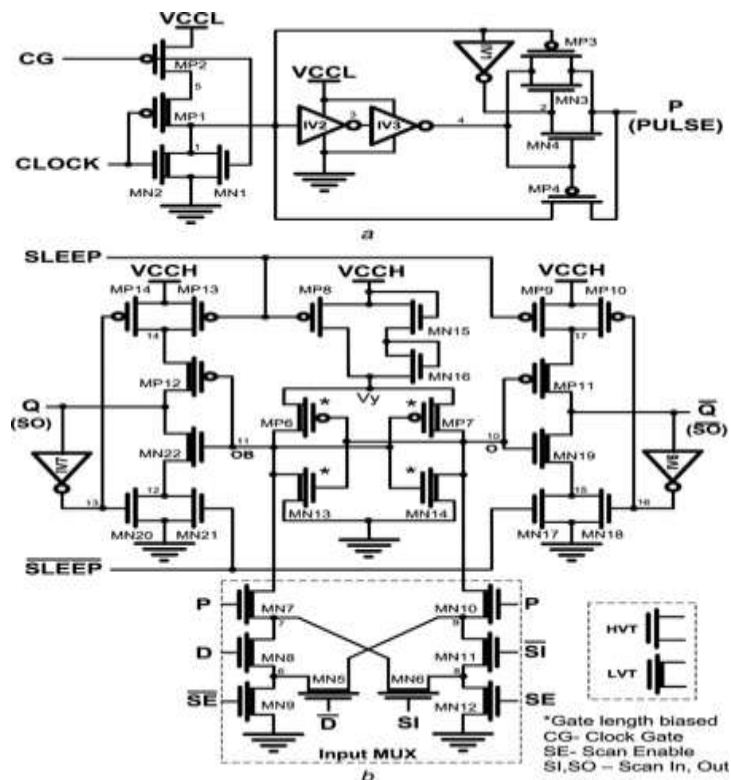 VCCL
CG
MP2
5
MP1
1
CLOCK
MN2
MN1
VCCL
IV2
3
IV3
4
IV1
MP3
MN3
2
MN4
MP4
P
(PULSE)
a
SLEEP
VCCH
MP14
MP13
14
MP12
Q
(SO)
IV7
MN22
11
OB
13
12
MN20
MN21
VCCH
MP8
MN15
MN16
Vy
*
MP6
*
MP7
*
MN13
*
MN14
VCCH
MP9
MP10
17
MP11
10
O
Q̅
(S̅O̅)
MN19
IV6
15
16
MN17
MN18
S̅L̅E̅E̅P̅
P
MN7
7
MN10
9
P
D
MN8
MN11
S̅I̅
6
MN5
MN6
8
S̅E̅
MN9
D̅
SI
MN12
SE
Input MUX
b
HVT
LVT
*Gate length biased
CG- Clock Gate
SE- Scan Enable
SI,SO – Scan In, Out